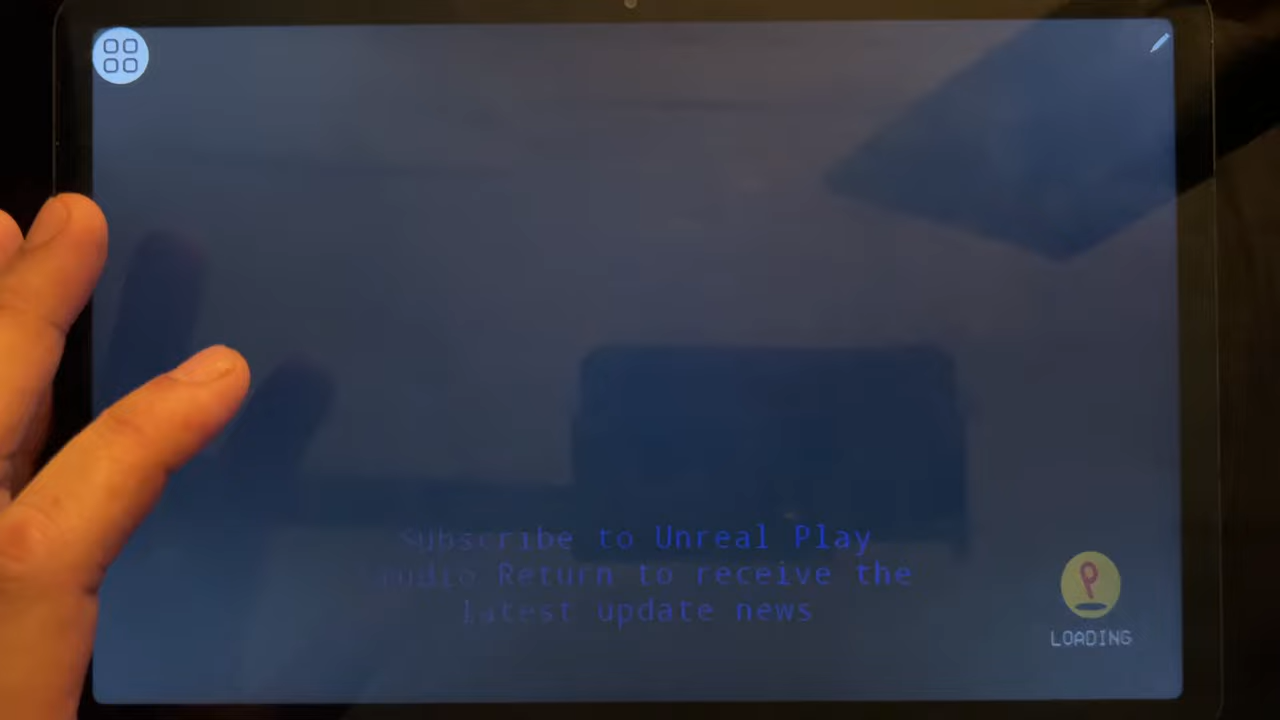 Subscribe to Unreal Play
Return to receive the
latest update news
LOADING